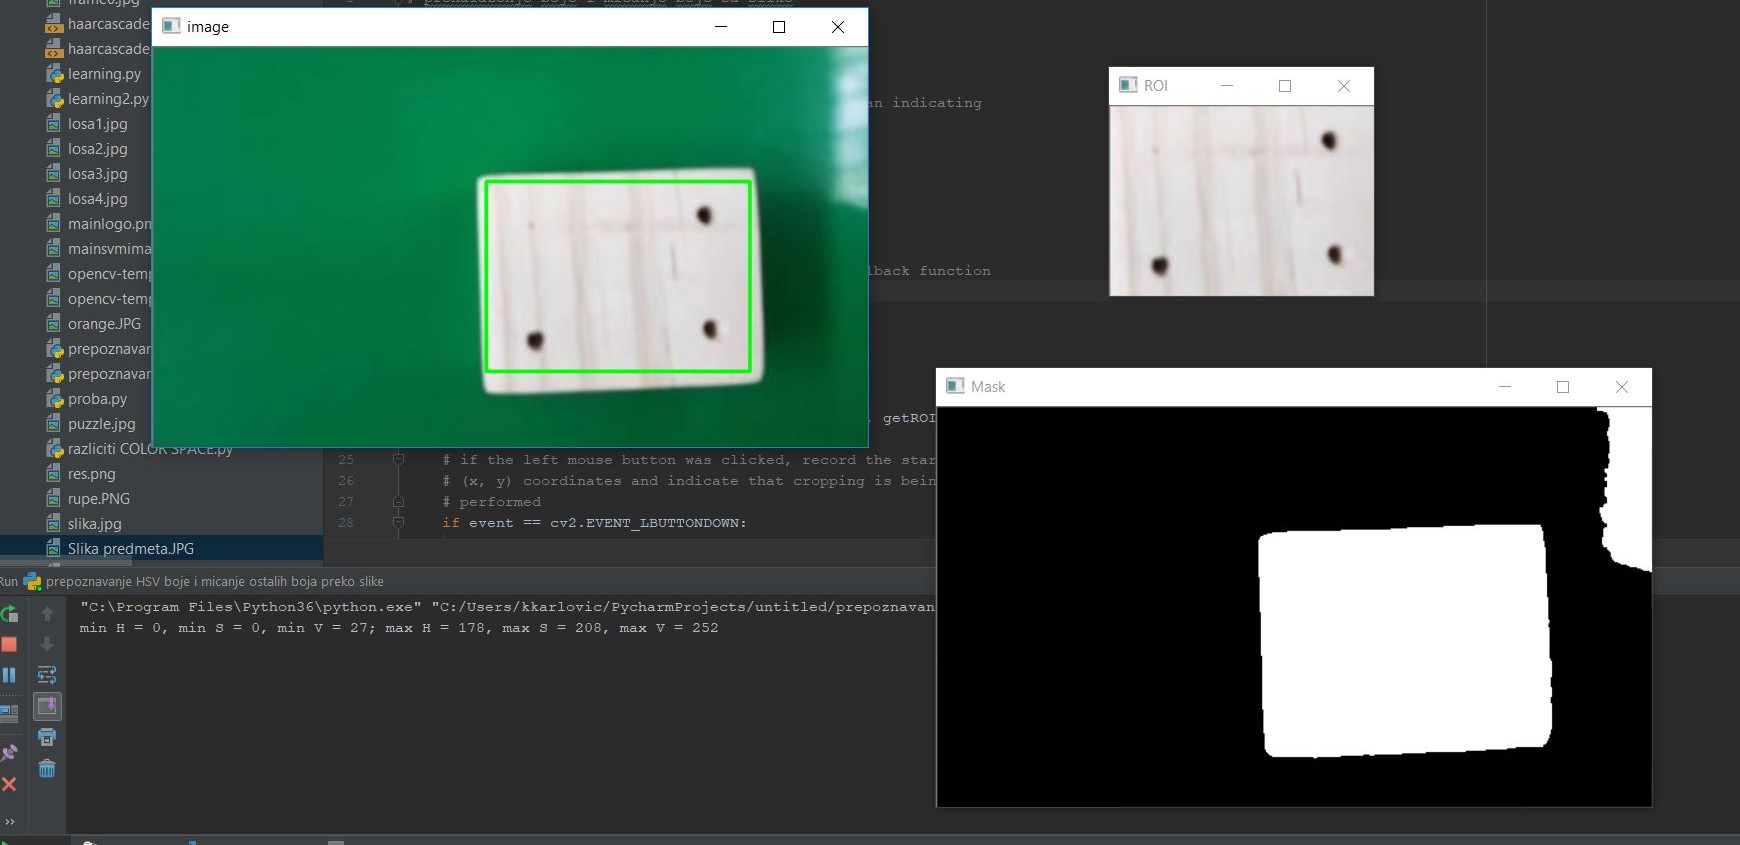 image
ROI
Mask
haarcascade
haarcascade
learning.py
learning2.py
losa1.jpg
losa2.jpg
losa3.jpg
losa4.jpg
mainlogo.pn
mainsvmima
opencv-temp
opencv-temp
orange.JPG
prepoznavar
prepoznavar
proba.py
puzzle.jpg
razliciti COLOR SPACE.py
res.png
rupe.PNG
slika.jpg
Slika predmeta.JPG
an indicating
lback function
, getROI
25 # if the left mouse button was clicked, record the star
26 # (x, y) coordinates and indicate that cropping is bein
27 # performed
28 if event == cv2.EVENT_LBUTTONDOWN:
Run prepoznavanje HSV boje i micanje ostalih boja preko slike
"C:\Program Files\Python36\python.exe" "C:/Users/kkarlovic/PycharmProjects/untitled/prepoznavan
min H = 0, min S = 0, min V = 27; max H = 178, max S = 208, max V = 252